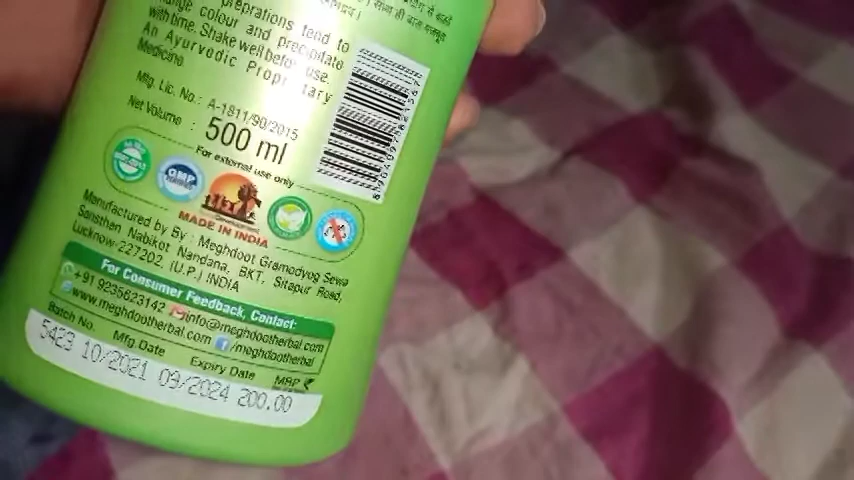 preprations tend to
colour and precipitate
with time. Shake well before use.
An Ayurvedic Proprietary
Medicine
Mfg. Lic. No.: A-1811/90/2015
Net Volume : 500 ml
For external use only
GMP
MADE IN INDIA
Manufactured by By : Meghdoot Gramodyog Sewa
Sansthan Nabikot Nandana, BKT, Sitapur Road,
Lucknow-227202. (U.P.) INDIA
For Consumer Feedback, Contact:
+91 9235623142 info@meghdootherbal.com
www.meghdootherbal.com /meghdootherbal
Batch No. Mfg Date Expiry Date MRP ₹
5423 10/2021 09/2024 200.00